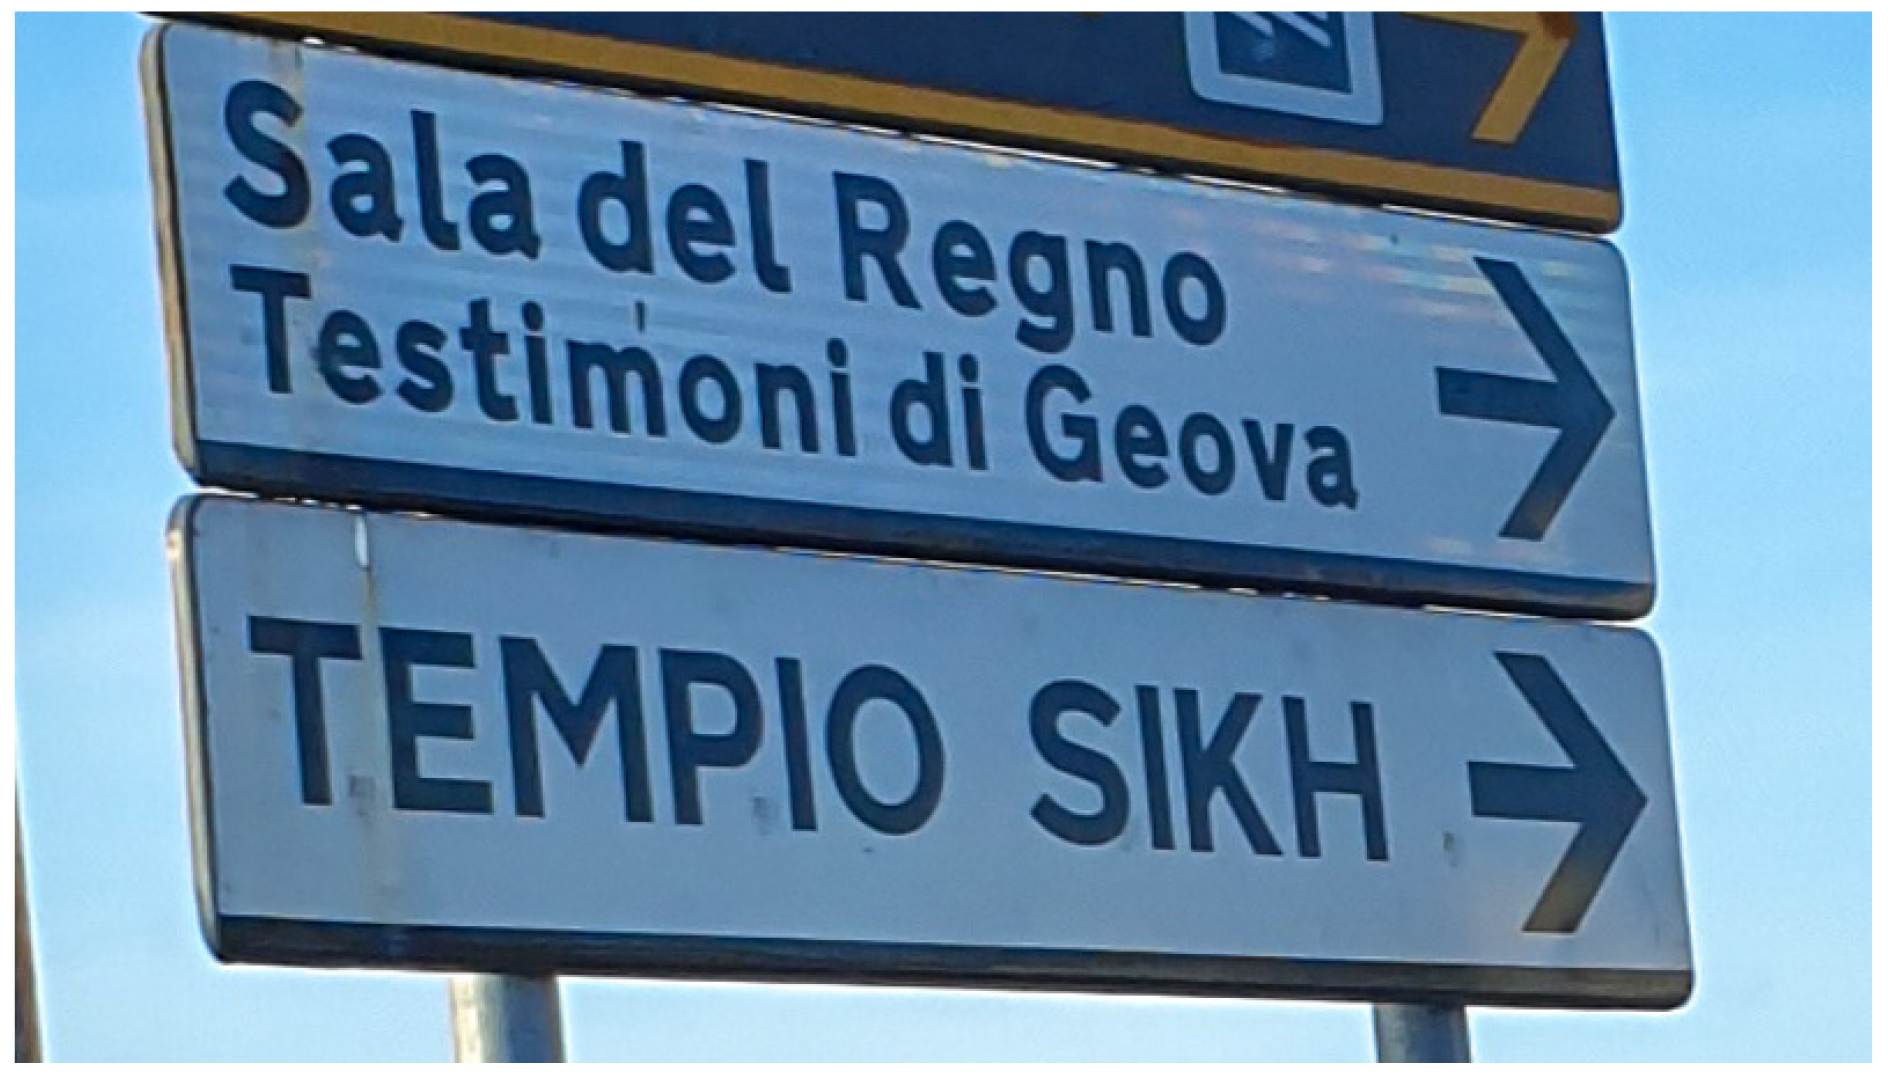 Sala del Regno
Testimoni di Geova
TEMPIO SIKH